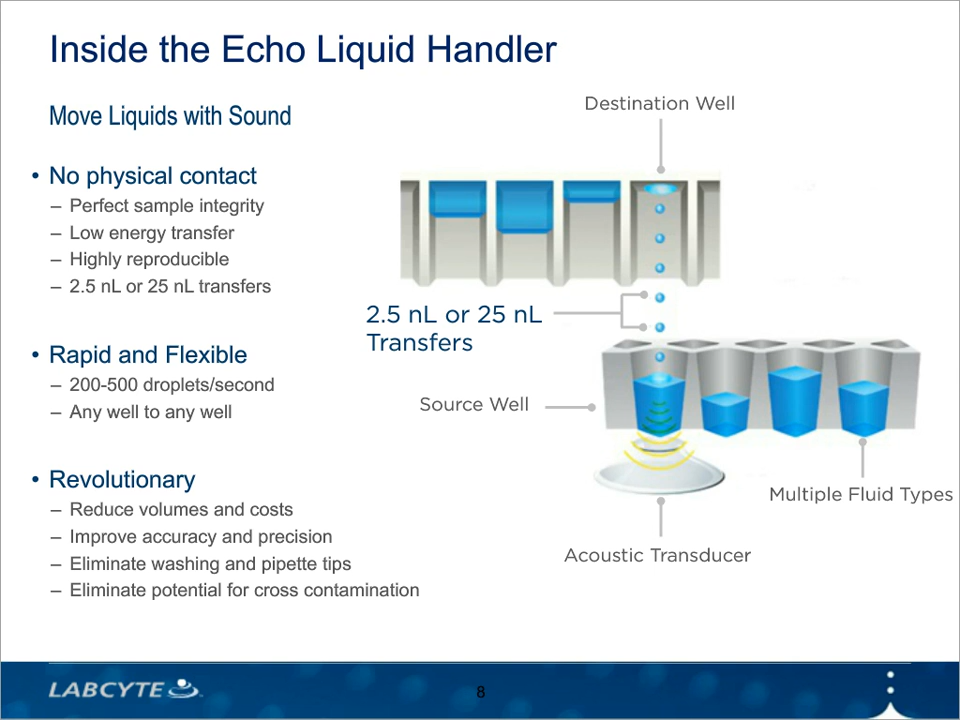 Inside the Echo Liquid Handler
Move Liquids with Sound
• No physical contact
– Perfect sample integrity
– Low energy transfer
– Highly reproducible
– 2.5 nL or 25 nL transfers
• Rapid and Flexible
– 200-500 droplets/second
– Any well to any well
• Revolutionary
– Reduce volumes and costs
– Improve accuracy and precision
– Eliminate washing and pipette tips
– Eliminate potential for cross contamination
Destination Well
2.5 nL or 25 nL
Transfers
Source Well
Multiple Fluid Types
Acoustic Transducer
LABCYTE
8